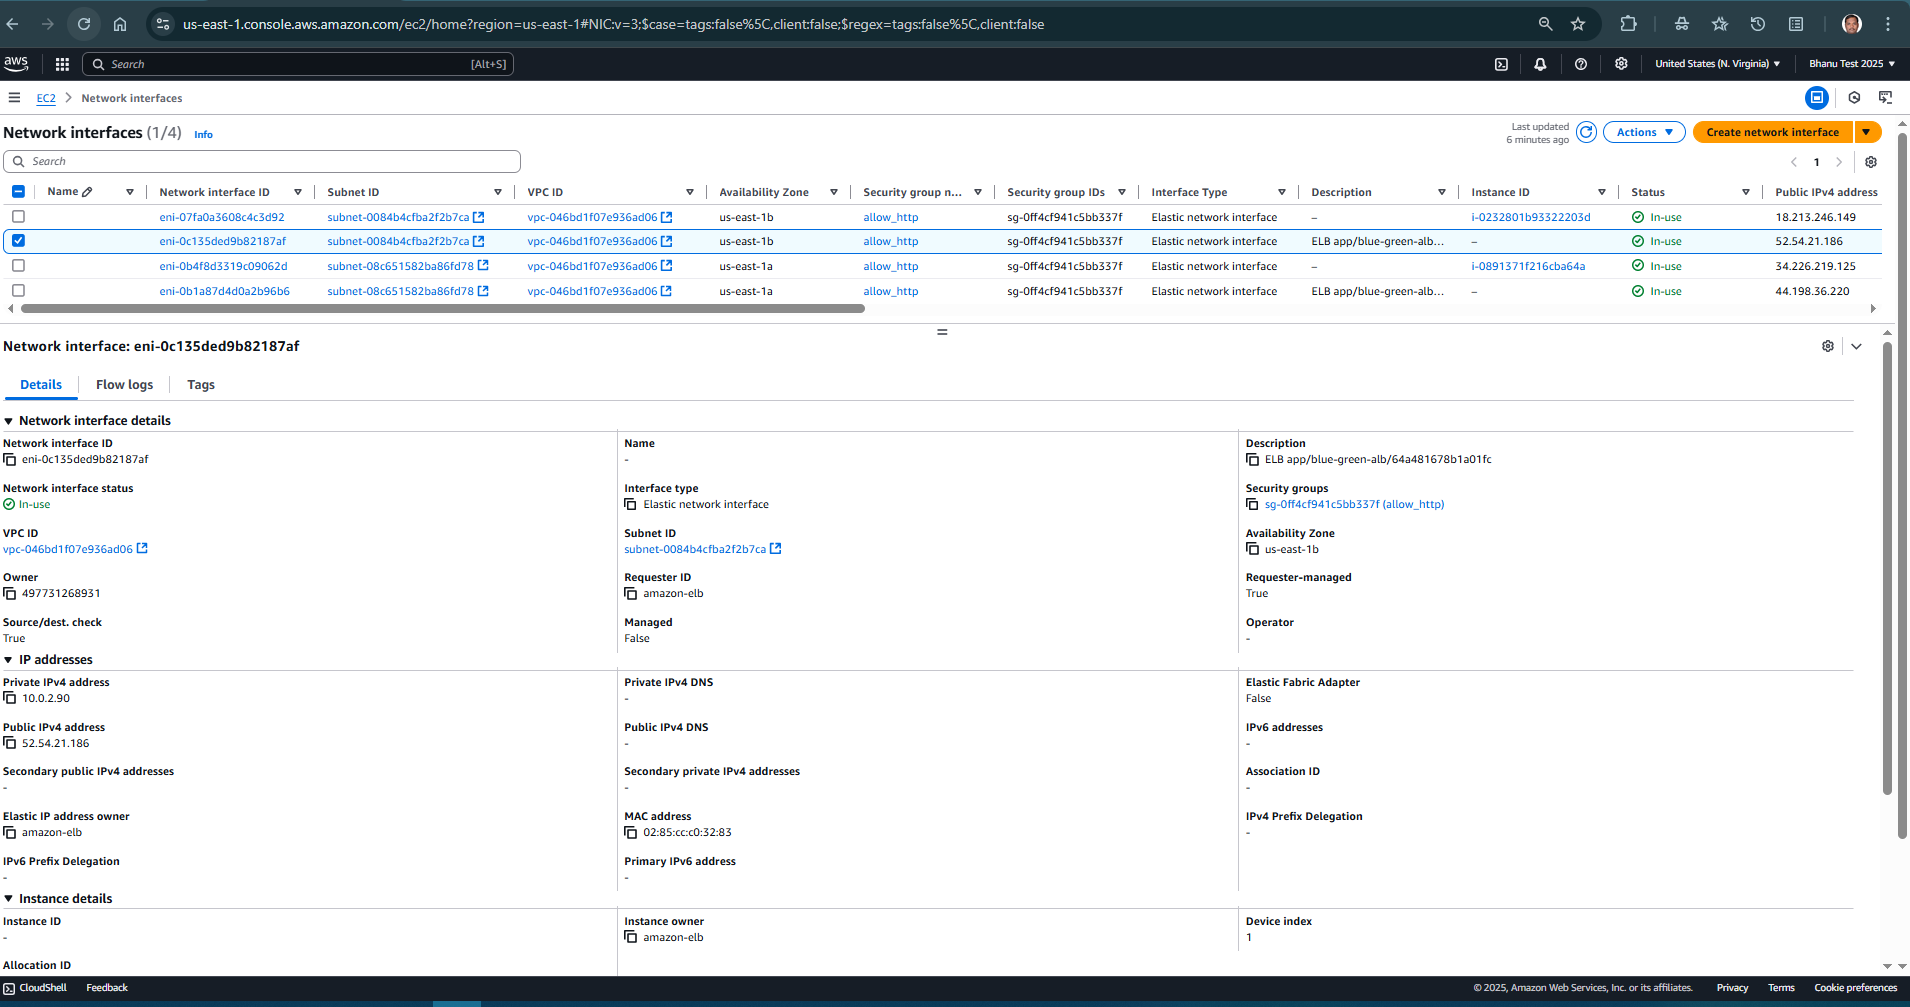 us-east-1.console.aws.amazon.com/ec2/home?region=us-east-1#NIC:v=3;$case=tags:false%5C,client:false;$regex=tags:false%5C,client:false
aws Search [Alt+S] United States (N. Virginia) Bhanu Test 2025
EC2 Network interfaces
Network interfaces (1/4) Info Last updated 6 minutes ago Actions Create network interface
Search 1
Name Network interface ID Subnet ID VPC ID Availability Zone Security group n... Security group IDs Interface Type Description Instance ID Status Public IPv4 address
eni-07fa0a3608c4c3d92 subnet-0084b4cfba2f2b7ca vpc-046bd1f07e936ad06 us-east-1b allow_http sg-0ff4cf941c5bb337f Elastic network interface – i-0232801b93322203d In-use 18.213.246.149
eni-0c135ded9b82187af subnet-0084b4cfba2f2b7ca vpc-046bd1f07e936ad06 us-east-1b allow_http sg-0ff4cf941c5bb337f Elastic network interface ELB app/blue-green-alb... – In-use 52.54.21.186
eni-0b4f8d3319c09062d subnet-08c651582ba86fd78 vpc-046bd1f07e936ad06 us-east-1a allow_http sg-0ff4cf941c5bb337f Elastic network interface – i-0891371f216cba64a In-use 34.226.219.125
eni-0b1a87d4d0a2b96b6 subnet-08c651582ba86fd78 vpc-046bd1f07e936ad06 us-east-1a allow_http sg-0ff4cf941c5bb337f Elastic network interface ELB app/blue-green-alb... – In-use 44.198.36.220
Network interface: eni-0c135ded9b82187af
Details Flow logs Tags
Network interface details
Network interface ID Name Description
eni-0c135ded9b82187af - ELB app/blue-green-alb/64a481678b1a01fc
Network interface status Interface type Security groups
In-use Elastic network interface sg-0ff4cf941c5bb337f (allow_http)
VPC ID Subnet ID Availability Zone
vpc-046bd1f07e936ad06 subnet-0084b4cfba2f2b7ca us-east-1b
Owner Requester ID Requester-managed
497731268931 amazon-elb True
Source/dest. check Managed Operator
True False -
IP addresses
Private IPv4 address Private IPv4 DNS Elastic Fabric Adapter
10.0.2.90 - False
Public IPv4 address Public IPv4 DNS IPv6 addresses
52.54.21.186 - -
Secondary public IPv4 addresses Secondary private IPv4 addresses Association ID
- - -
Elastic IP address owner MAC address IPv4 Prefix Delegation
amazon-elb 02:85:cc:c0:32:83 -
IPv6 Prefix Delegation Primary IPv6 address
- -
Instance details
Instance ID Instance owner Device index
- amazon-elb 1
Allocation ID
CloudShell Feedback © 2025, Amazon Web Services, Inc. or its affiliates. Privacy Terms Cookie preferences